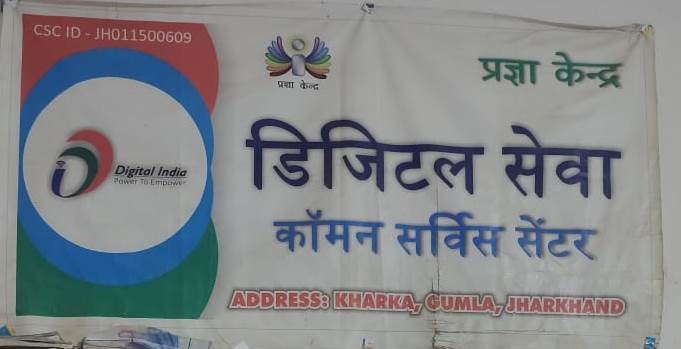 CSC ID - JH011500609
प्रज्ञा केन्द्र
प्रज्ञा केन्द्र
Digital India
Power To Empower
डिजिटल सेवा
कॉमन सर्विस सेंटर
ADDRESS: KHARKA, GUMLA, JHARKHAND